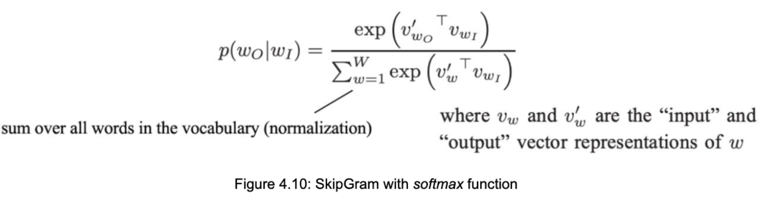 p(w_O|w_I) = exp(v'_{w_O}^⊤ v_{w_I}) / ∑_{w=1}^{W} exp(v'_w^⊤ v_{w_I})
sum over all words in the vocabulary (normalization)
where v_w and v'_w are the “input” and
“output” vector representations of w
Figure 4.10: SkipGram with softmax function